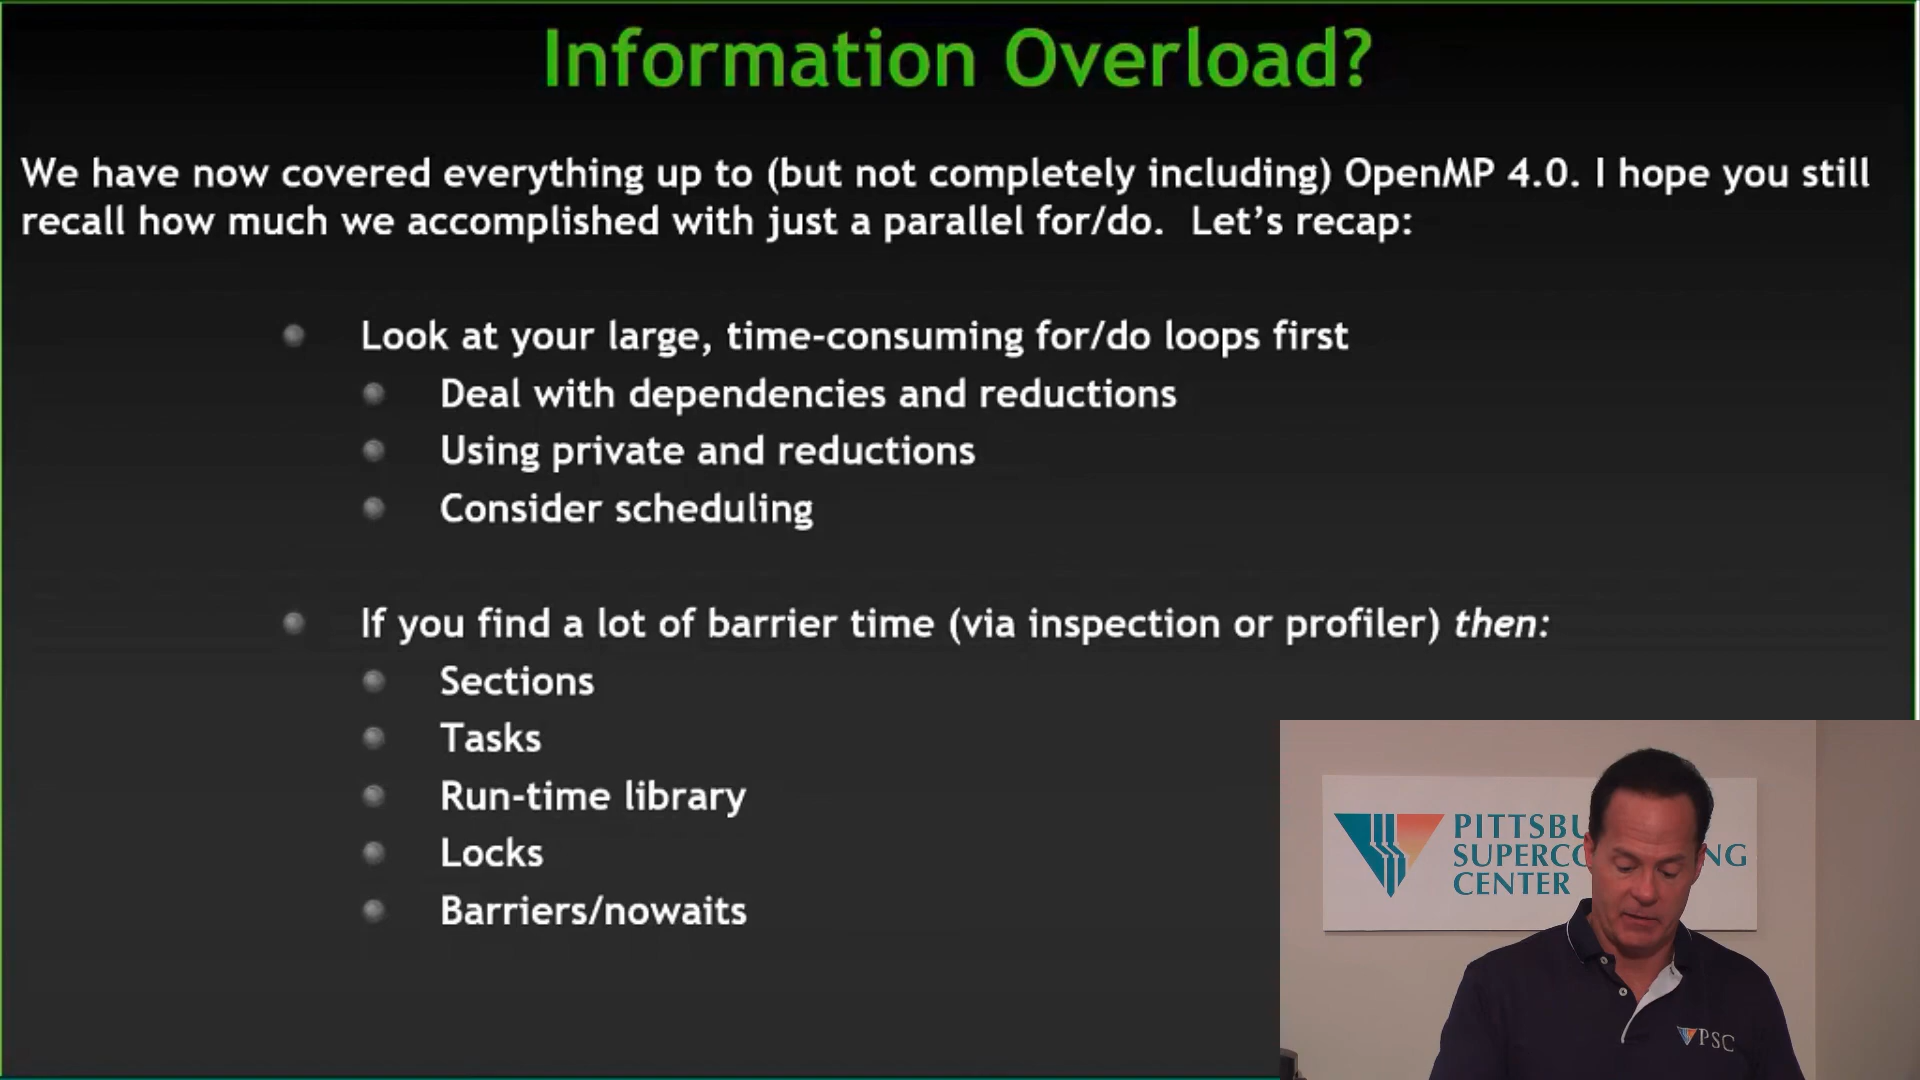 Information Overload?
We have now covered everything up to (but not completely including) OpenMP 4.0. I hope you still
recall how much we accomplished with just a parallel for/do. Let's recap:
Look at your large, time-consuming for/do loops first
Deal with dependencies and reductions
Using private and reductions
Consider scheduling
If you find a lot of barrier time (via inspection or profiler) then:
Sections
Tasks
Run-time library
Locks
Barriers/nowaits
CENTER
PSC